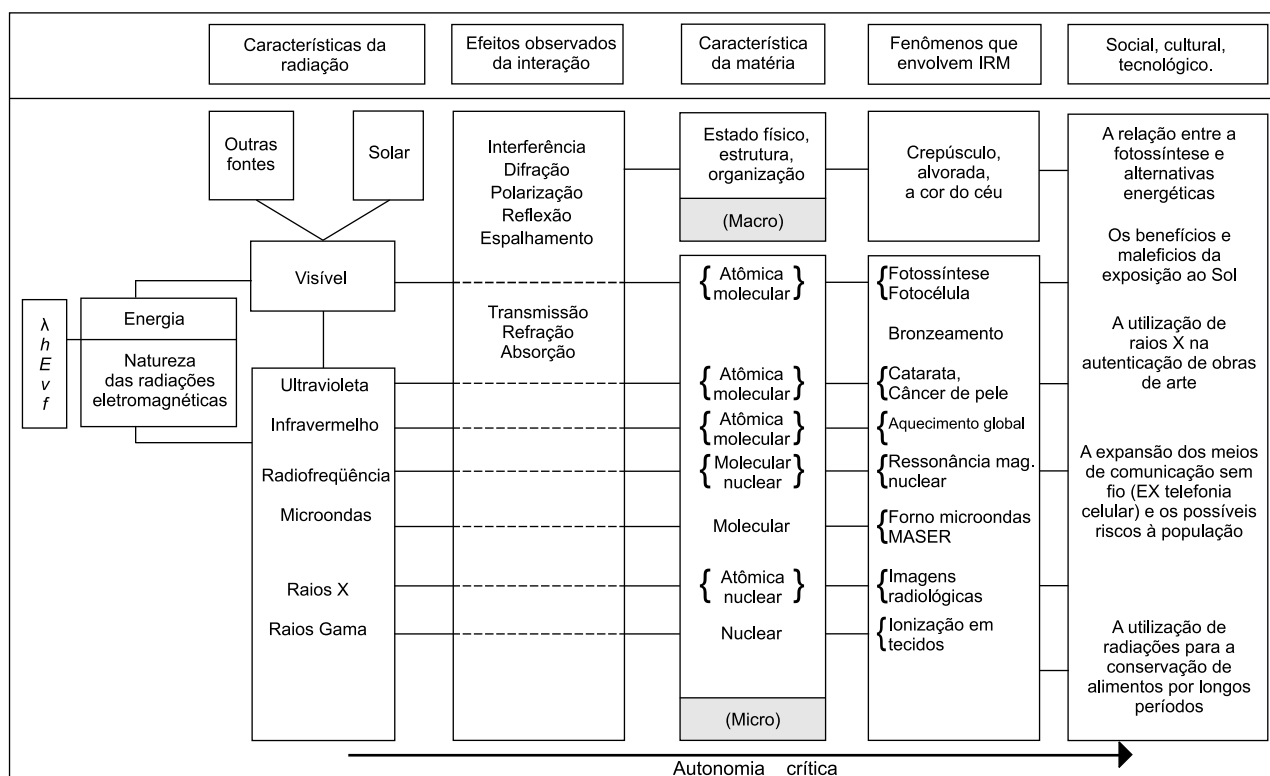 Características da
radiação
Efeitos observados
da interação
Característica
da matéria
Fenômenos que
envolvem IRM
Social, cultural,
tecnológico.
Outras
fontes
Solar
Visível
λ
h
E
v
f
Energia
Natureza
das radiações
eletromagnéticas
Ultravioleta
Infravermelho
Radiofreqüência
Microondas
Raios X
Raios Gama
Interferência
Difração
Polarização
Reflexão
Espalhamento
Transmissão
Refração
Absorção
Estado físico,
estrutura,
organização
(Macro)
{ Atômica }
molecular
{ Atômica }
molecular
{ Atômica }
molecular
{ Molecular }
nuclear
Molecular
{ Atômica }
nuclear
Nuclear
(Micro)
Crepúsculo,
alvorada,
a cor do céu
{Fotossíntese
Fotocélula
Bronzeamento
{Catarata,
Câncer de pele
{Aquecimento global
{Ressonância mag.
nuclear
{Forno microondas
MASER
{Imagens
radiológicas
{Ionização em
tecidos
A relação entre a
fotossíntese e
alternativas
energéticas
Os benefícios e
maleficios da
exposição ao Sol
A utilização de
raios X na
autenticação de obras
de arte
A expansão dos meios
de comunicação sem
fio (EX telefonia
celular) e os possíveis
riscos à população
A utilização de
radiações para a
conservação de
alimentos por longos
períodos
Autonomia crítica